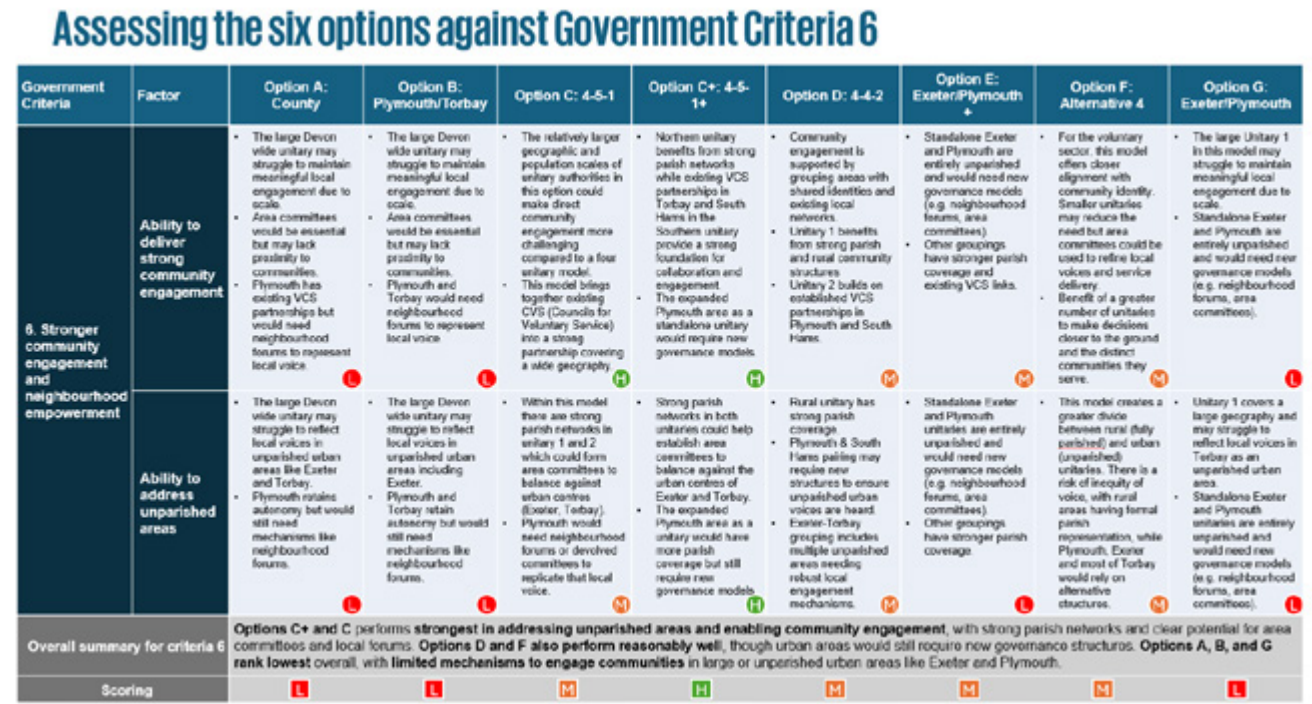 Assessing the six options against Government Criteria 6
Government
Criteria
Factor
Option A:
County
Option B:
Plymouth/Torbay
Option C: 4-5-1
Option C+: 4-5-
1+
Option D: 4-4-2
Option E:
Exeter/Plymouth
+
Option F:
Alternative 4
Option G:
Exeter/Plymouth
6. Stronger
community
engagement
and
neighbourhood
empowerment
Ability to
deliver
strong
community
engagement
• The large Devon
wide unitary may
struggle to maintain
meaningful local
engagement due to
scale.
• Area committees
would be essential
but may lack
proximity to
communities.
• Plymouth has
existing VCS
partnerships but
would need
neighbourhood
forums to represent
local voice.
L
• The large Devon
wide unitary may
struggle to maintain
meaningful local
engagement due to
scale.
• Area committees
would be essential
but may lack
proximity to
communities.
• Plymouth and
Torbay would need
neighbourhood
forums to represent
local voice
L
• The relatively larger
geographic and
population scales of
unitary authorities in
this option could
make direct
community
engagement more
challenging
compared to a four
unitary model.
• This model brings
together existing
CVS (Councils for
Voluntary Service)
into a strong
partnership covering
a wide geography.
H
• Northern unitary
benefits from strong
parish networks
while existing VCS
partnerships in
Torbay and South
Hams in the
Southern unitary
provide a strong
foundation for
collaboration and
engagement.
• The expanded
Plymouth area as a
standalone unitary
would require new
governance models.
H
• Community
engagement is
supported by
grouping areas with
shared identities and
existing local
networks.
• Unitary 1 benefits
from strong parish
and rural community
structures
• Unitary 2 builds on
established VCS
partnerships in
Plymouth and South
Hams.
M
• Standalone Exeter
and Plymouth are
entirely unparished
and would need new
governance models
(e.g. neighbourhood
forums, area
committees).
• Other groupings
have stronger parish
coverage and
existing VCS links.
M
• For the voluntary
sector, this model
offers closer
alignment with
community identity.
Smaller unitaries
may reduce the
need but area
committees could be
used to refine local
voices and service
delivery.
• Benefit of a greater
number of unitaries
to make decisions
closer to the ground
and the distinct
communities they
serve.
M
• The large Unitary 1
in this model may
struggle to maintain
meaningful local
engagement due to
scale.
• Standalone Exeter
and Plymouth are
entirely unparished
and would need new
governance models
(e.g. neighbourhood
forums, area
committees).
L
Ability to
address
unparished
areas
• The large Devon
wide unitary may
struggle to reflect
local voices in
unparished urban
areas like Exeter
and Torbay.
• Plymouth retains
autonomy but would
still need
mechanisms like
neighbourhood
forums.
L
• The large Devon
wide unitary may
struggle to reflect
local voices in
unparished urban
areas including
Exeter.
• Plymouth and
Torbay retain
autonomy but would
still need
mechanisms like
neighbourhood
forums.
L
• Within this model
there are strong
parish networks in
unitary 1 and 2
which could form
area committees to
balance against
urban centres
(Exeter, Torbay).
• Plymouth would
need neighbourhood
forums or devolved
committees to
replicate that local
voice.
M
• Strong parish
networks in both
unitaries could help
establish area
committees to
balance against the
urban centres of
Exeter and Torbay.
• The expanded
Plymouth area as a
unitary would have
more parish
coverage but still
require new
governance models
H
• Rural unitary has
strong parish
coverage.
• Plymouth & South
Hams pairing may
require new
structures to ensure
unparished urban
voices are heard.
• Exeter-Torbay
grouping includes
multiple unparished
areas needing
robust local
engagement
mechanisms.
M
• Standalone Exeter
and Plymouth
unitaries are entirely
unparished and
would need new
governance models
(e.g. neighbourhood
forums, area
committees).
• Other groupings
have stronger parish
coverage.
L
• This model creates a
greater divide
between rural (fully
parished) and urban
(unparished)
unitaries. There is a
risk of inequity of
voice, with rural
areas having formal
parish
representation, while
Plymouth, Exeter
and most of Torbay
would rely on
alternative
structures.
M
• Unitary 1 covers a
large geography and
may struggle to
reflect local voices in
Torbay as an
unparished urban
area.
• Standalone Exeter
and Plymouth
unitaries are entirely
unparished and
would need new
governance models
(e.g. neighbourhood
forums, area
committees).
L
Overall summary for criteria 6
Options C+ and C performs strongest in addressing unparished areas and enabling community engagement, with strong parish networks and clear potential for area
committees and local forums. Options D and F also perform reasonably well, though urban areas would still require new governance structures. Options A, B, and G
rank lowest overall, with limited mechanisms to engage communities in large or unparished urban areas like Exeter and Plymouth.
Scoring
L
L
M
H
M
M
M
L